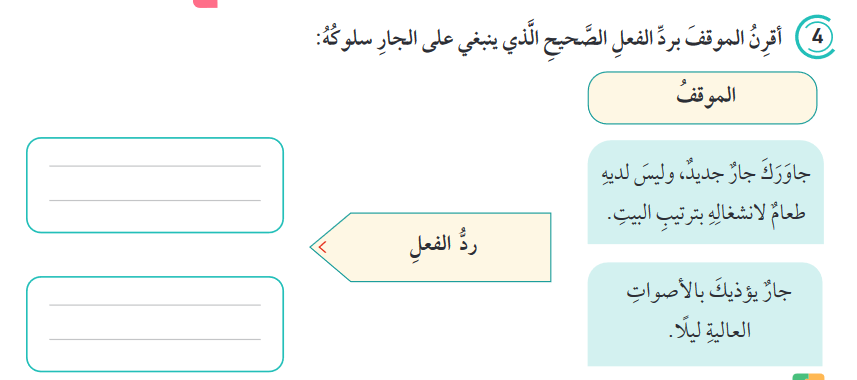 4 أقرِنُ الموقفَ بردِّ الفعلِ الصَّحيحِ الَّذي ينبغي على الجارِ سلوكُهُ:
الموقفُ
جاوَرَكَ جارٌ جديدٌ، وليسَ لديهِ
طعامٌ لانشغالِهِ بترتيبِ البيتِ.
ردُّ الفعلِ
جارٌ يؤذيكَ بالأصواتِ
العاليةِ ليلًا.